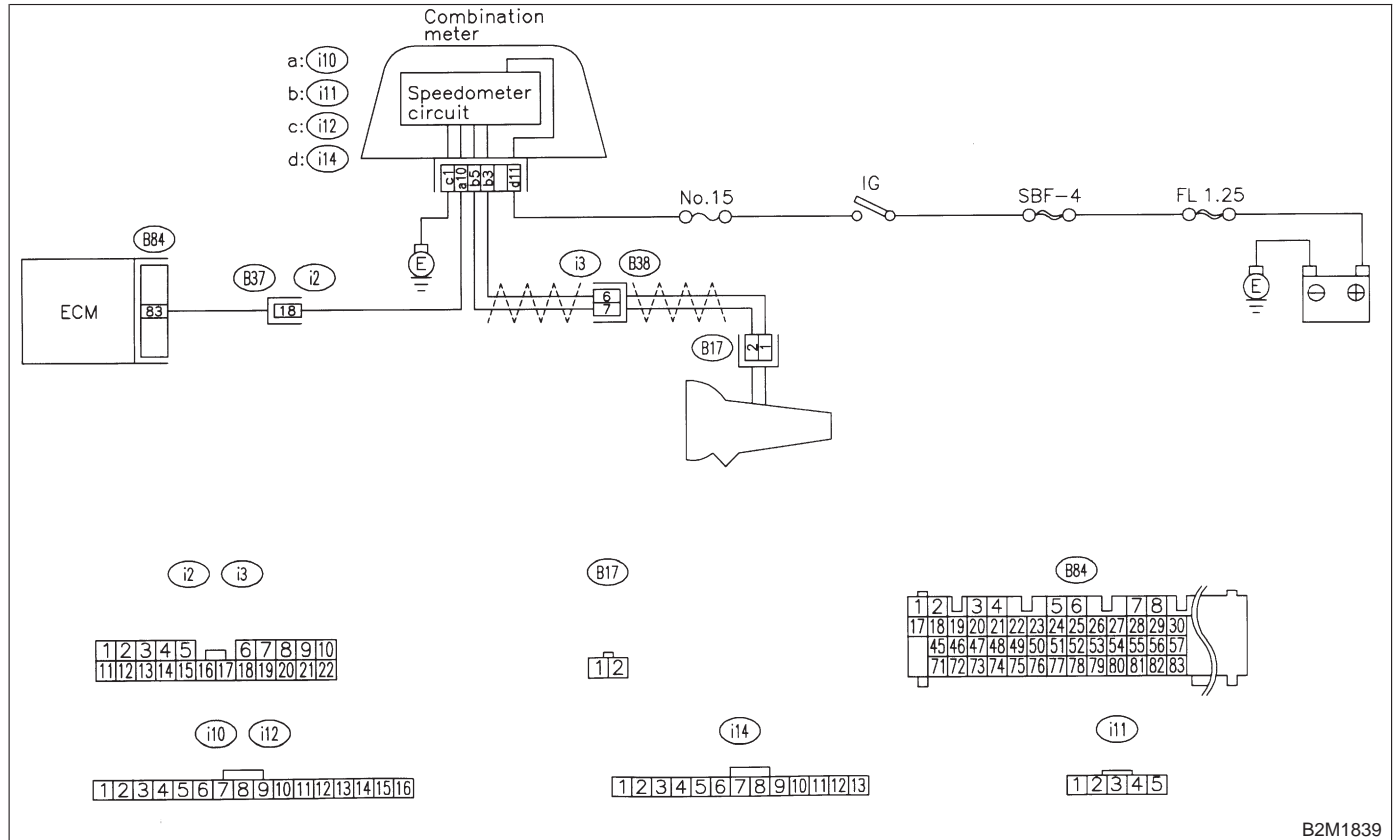 Combination
meter
a: i10
b: i11
c: i12
d: i14
Speedometer
circuit
c1 a10 b5 b3 d11
No.15
IG
SBF-4
FL 1.25
B84
B37 i2
E
i3 B38
E
⊖ ⊕
ECM
83
18
6
7
B17
2 1
i2 i3
B17
B84
1 2 3 4 5 6 7 8
17 18 19 20 21 22 23 24 25 26 27 28 29 30
45 46 47 48 49 50 51 52 53 54 55 56 57
71 72 73 74 75 76 77 78 79 80 81 82 83
1 2 3 4 5 6 7 8 9 10
11 12 13 14 15 16 17 18 19 20 21 22
1 2
i10 i12
i14
i11
1 2 3 4 5 6 7 8 9 10 11 12 13 14 15 16
1 2 3 4 5 6 7 8 9 10 11 12 13
1 2 3 4 5
B2M1839